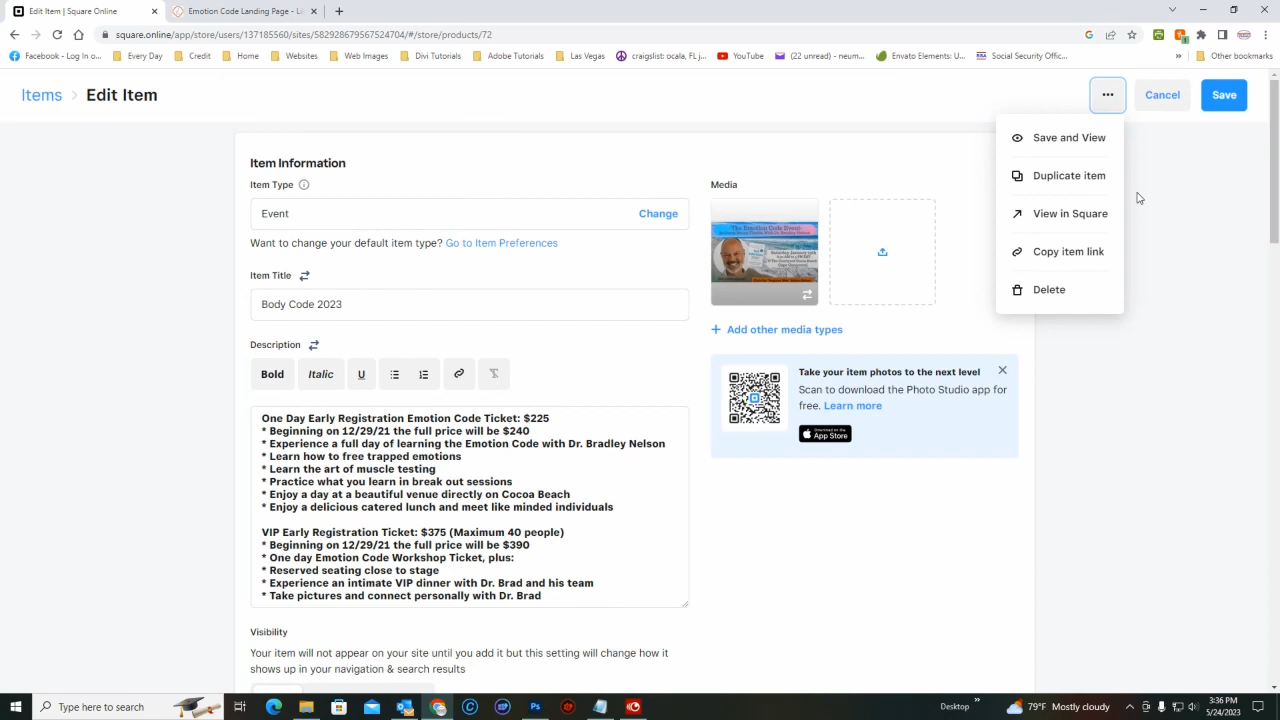 Edit Item | Square Online
Emotion Code Landing Page - Li
square.online/app/store/users/137185560/sites/582928679567524704/#/store/products/72
Facebook - Log In o...
Every Day
Credit
Home
Websites
Web Images
Divi Tutorials
Adobe Tutorials
Las Vegas
craigslist: ocala, FL j...
YouTube
(22 unread) - neum...
Envato Elements: U...
Social Security Offic...
Other bookmarks
Items > Edit Item
Cancel
Save
Save and View
Duplicate item
View in Square
Copy item link
Delete
Item Information
Item Type
Event
Change
Want to change your default item type? Go to Item Preferences
Item Title
Body Code 2023
Description
Bold
Italic
U
One Day Early Registration Emotion Code Ticket: $225
* Beginning on 12/29/21 the full price will be $240
* Experience a full day of learning the Emotion Code with Dr. Bradley Nelson
* Learn how to free trapped emotions
* Learn the art of muscle testing
* Practice what you learn in break out sessions
* Enjoy a day at a beautiful venue directly on Cocoa Beach
* Enjoy a delicious catered lunch and meet like minded individuals
VIP Early Registration Ticket: $375 (Maximum 40 people)
* Beginning on 12/29/21 the full price will be $390
* One day Emotion Code Workshop Ticket, plus:
* Reserved seating close to stage
* Experience an intimate VIP dinner with Dr. Brad and his team
* Take pictures and connect personally with Dr. Brad
Visibility
Your item will not appear on your site until you add it but this setting will change how it
shows up in your navigation & search results
Media
The Emotion Code Event
+ Add other media types
Take your item photos to the next level
Scan to download the Photo Studio app for
free. Learn more
Download on the
App Store
Type here to search
Desktop
79°F Mostly cloudy
3:36 PM
5/24/2023